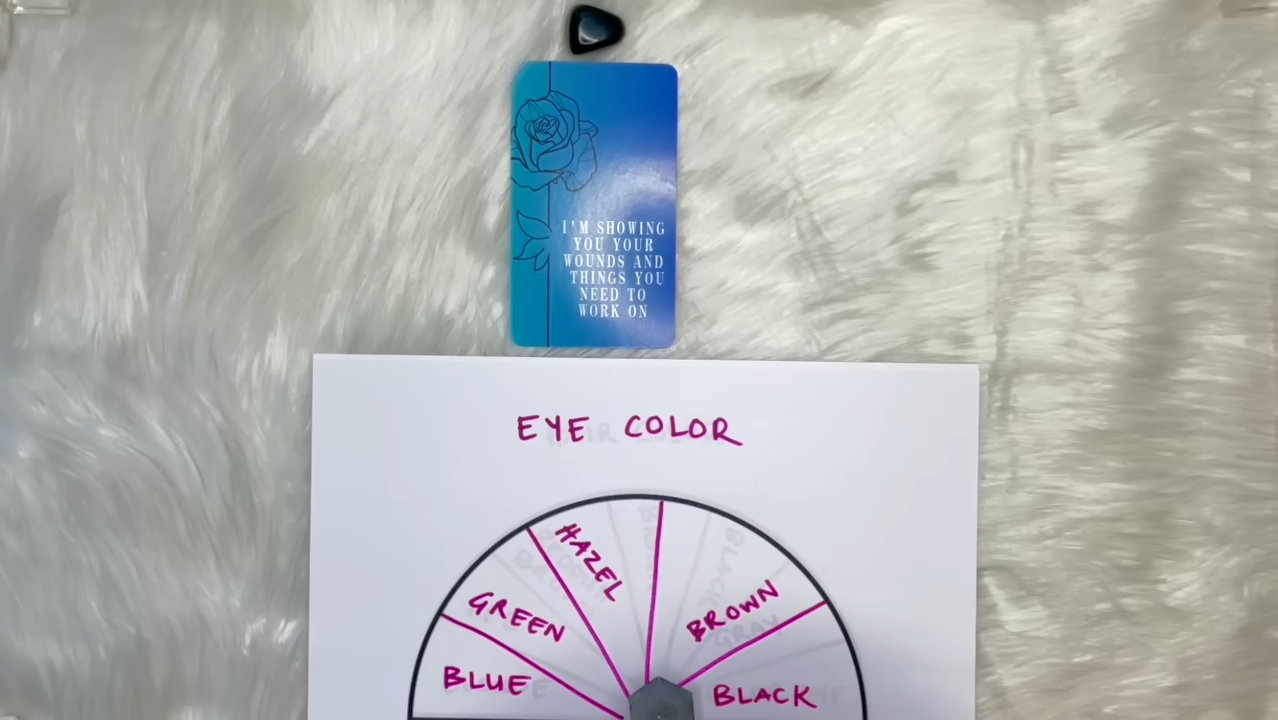 I'M SHOWING
YOU YOUR
WOUNDS AND
THINGS YOU
NEED TO
WORK ON
EYE COLOR
HAZEL
GREEN
BROWN
BLUE
BLACK